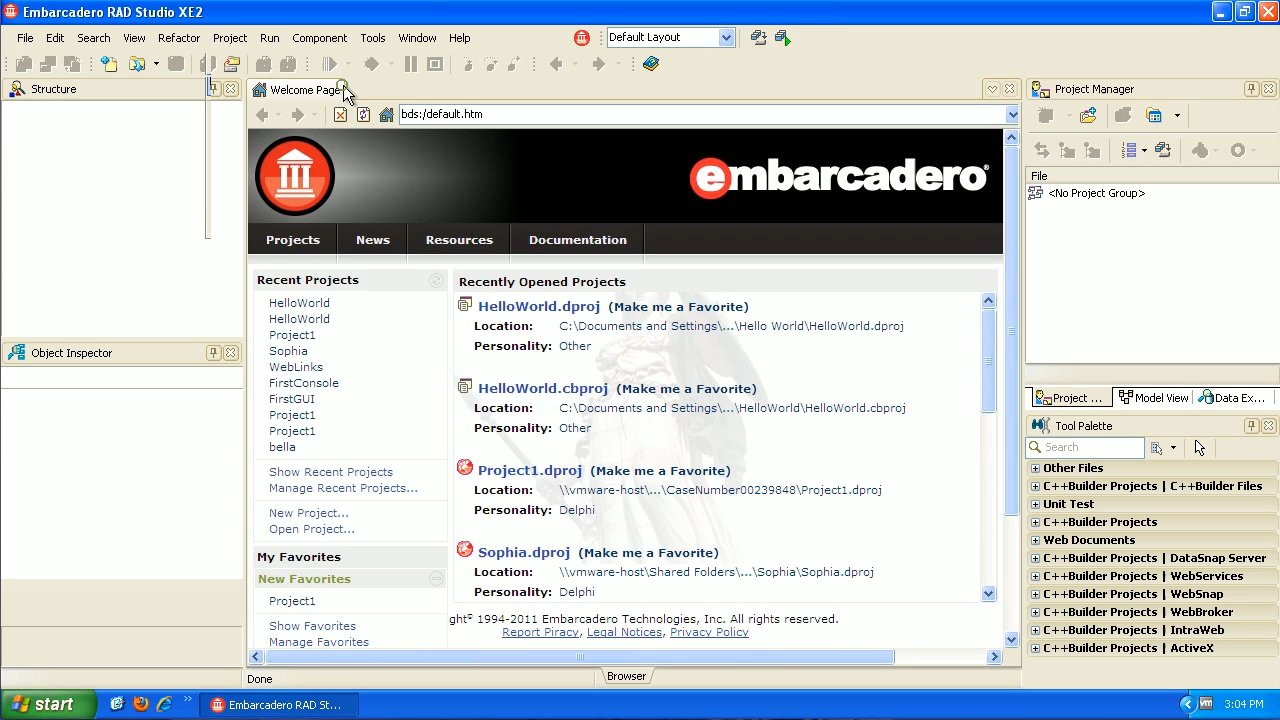 Embarcadero RAD Studio XE2
File Edit Search View Refactor Project Run Component Tools Window Help
Default Layout
Structure
Welcome Page
Project Manager
bds:/default.htm
embarcadero®
File
<No Project Group>
Projects News Resources Documentation
Recent Projects
HelloWorld
HelloWorld
Project1
Sophia
WebLinks
FirstConsole
FirstGUI
Project1
Project1
bella
Show Recent Projects
Manage Recent Projects...
New Project...
Open Project...
My Favorites
New Favorites
Project1
Show Favorites
Manage Favorites
Recently Opened Projects
HelloWorld.dproj (Make me a Favorite)
Location: C:\Documents and Settings\...\Hello World\HelloWorld.dproj
Personality: Other
HelloWorld.cbproj (Make me a Favorite)
Location: C:\Documents and Settings\...\HelloWorld\HelloWorld.cbproj
Personality: Other
Project1.dproj (Make me a Favorite)
Location: \\vmware-host\...\CaseNumber00239848\Project1.dproj
Personality: Delphi
Sophia.dproj (Make me a Favorite)
Location: \\vmware-host\Shared Folders\...\Sophia\Sophia.dproj
Personality: Delphi
ght© 1994-2011 Embarcadero Technologies, Inc. All rights reserved.
Report Piracy, Legal Notices, Privacy Policy
Object Inspector
Project ... Model View Data Ex...
Tool Palette
Search
Other Files
C++Builder Projects | C++Builder Files
Unit Test
C++Builder Projects
Web Documents
C++Builder Projects | DataSnap Server
C++Builder Projects | WebServices
C++Builder Projects | WebSnap
C++Builder Projects | WebBroker
C++Builder Projects | IntraWeb
C++Builder Projects | ActiveX
Done
Browser
start
Embarcadero RAD St...
vm
3:04 PM